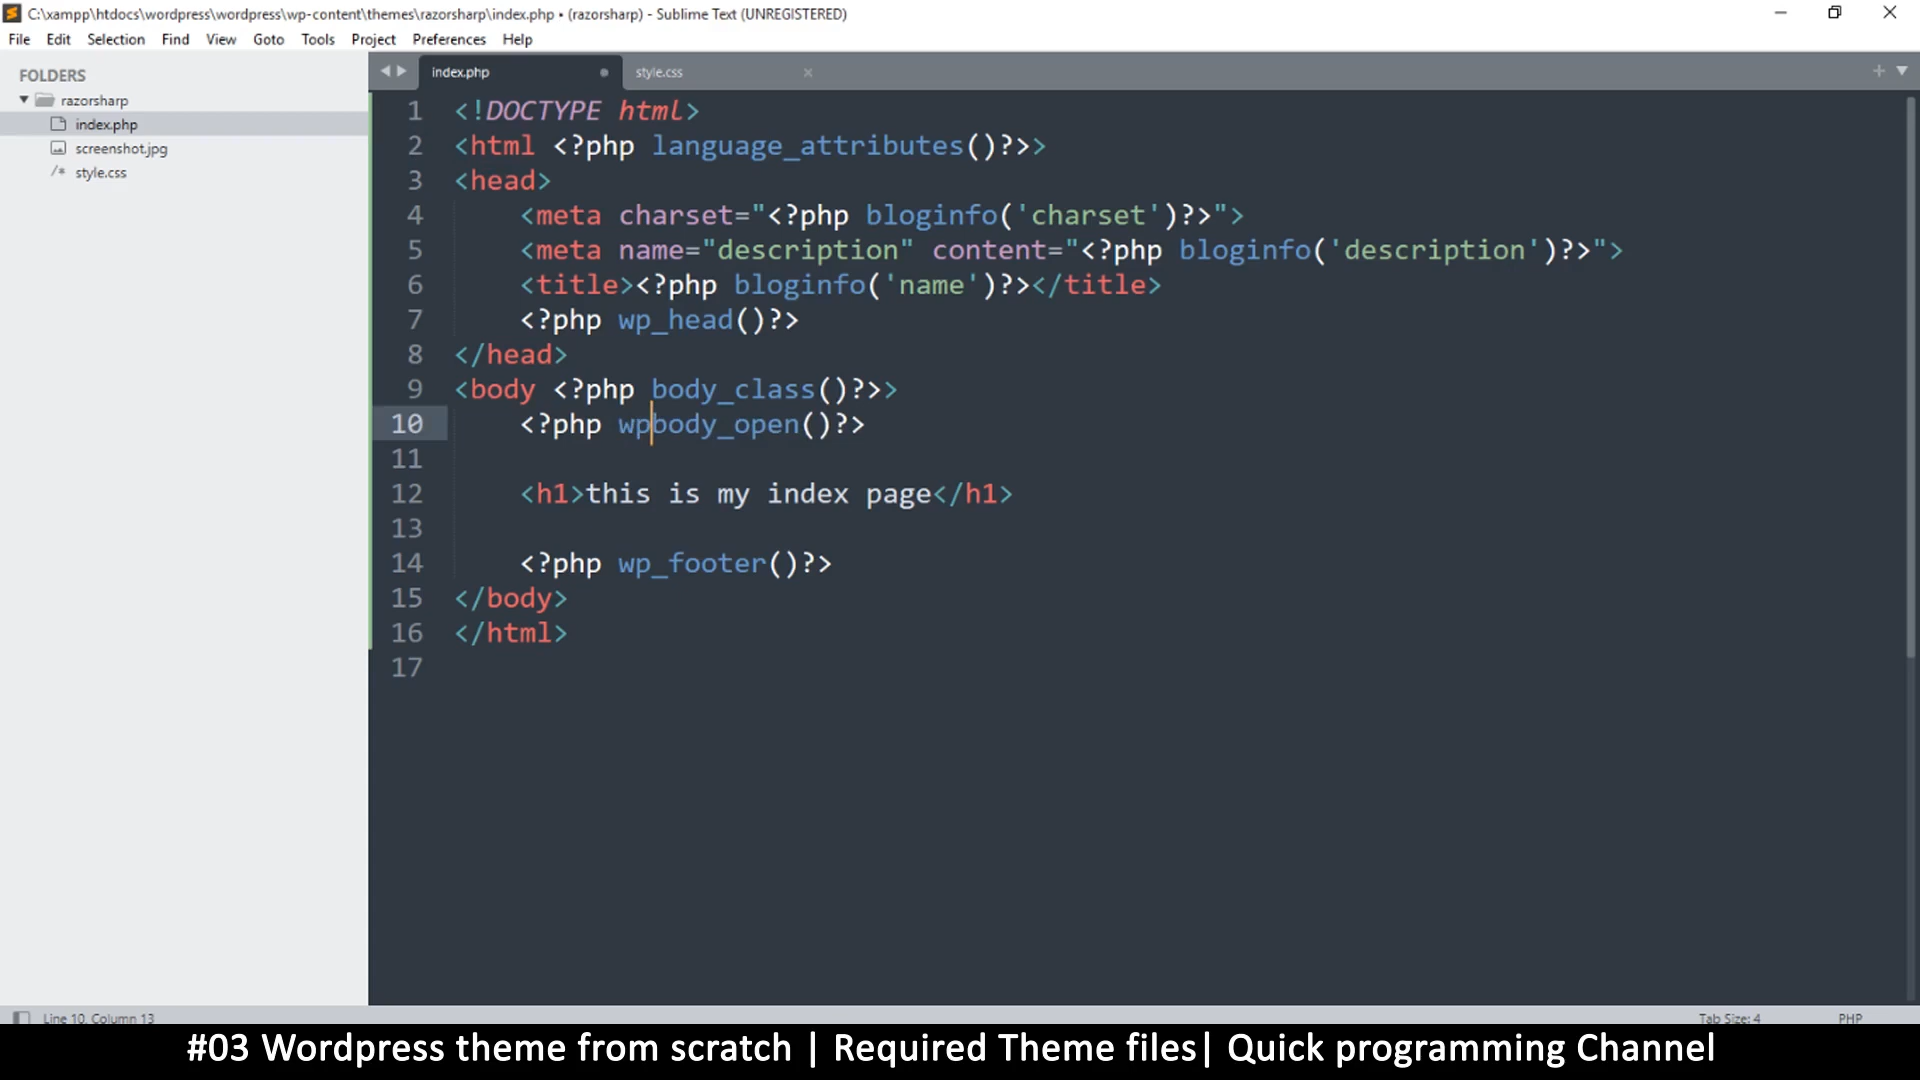 C:\xampp\htdocs\wordpress\wordpress\wp-content\themes\razorsharp\index.php • (razorsharp) - Sublime Text (UNREGISTERED)
File Edit Selection Find View Goto Tools Project Preferences Help
FOLDERS
razorsharp
index.php
screenshot.jpg
/* style.css
index.php style.css
1 <!DOCTYPE html>
2 <html <?php language_attributes()?>>
3 <head>
4 <meta charset="<?php bloginfo('charset')?>">
5 <meta name="description" content="<?php bloginfo('description')?>">
6 <title><?php bloginfo('name')?></title>
7 <?php wp_head()?>
8 </head>
9 <body <?php body_class()?>>
10 <?php wpbody_open()?>
11
12 <h1>this is my index page</h1>
13
14 <?php wp_footer()?>
15 </body>
16 </html>
17
Line 10, Column 13 Tab Size: 4 PHP
#03 Wordpress theme from scratch | Required Theme files| Quick programming Channel